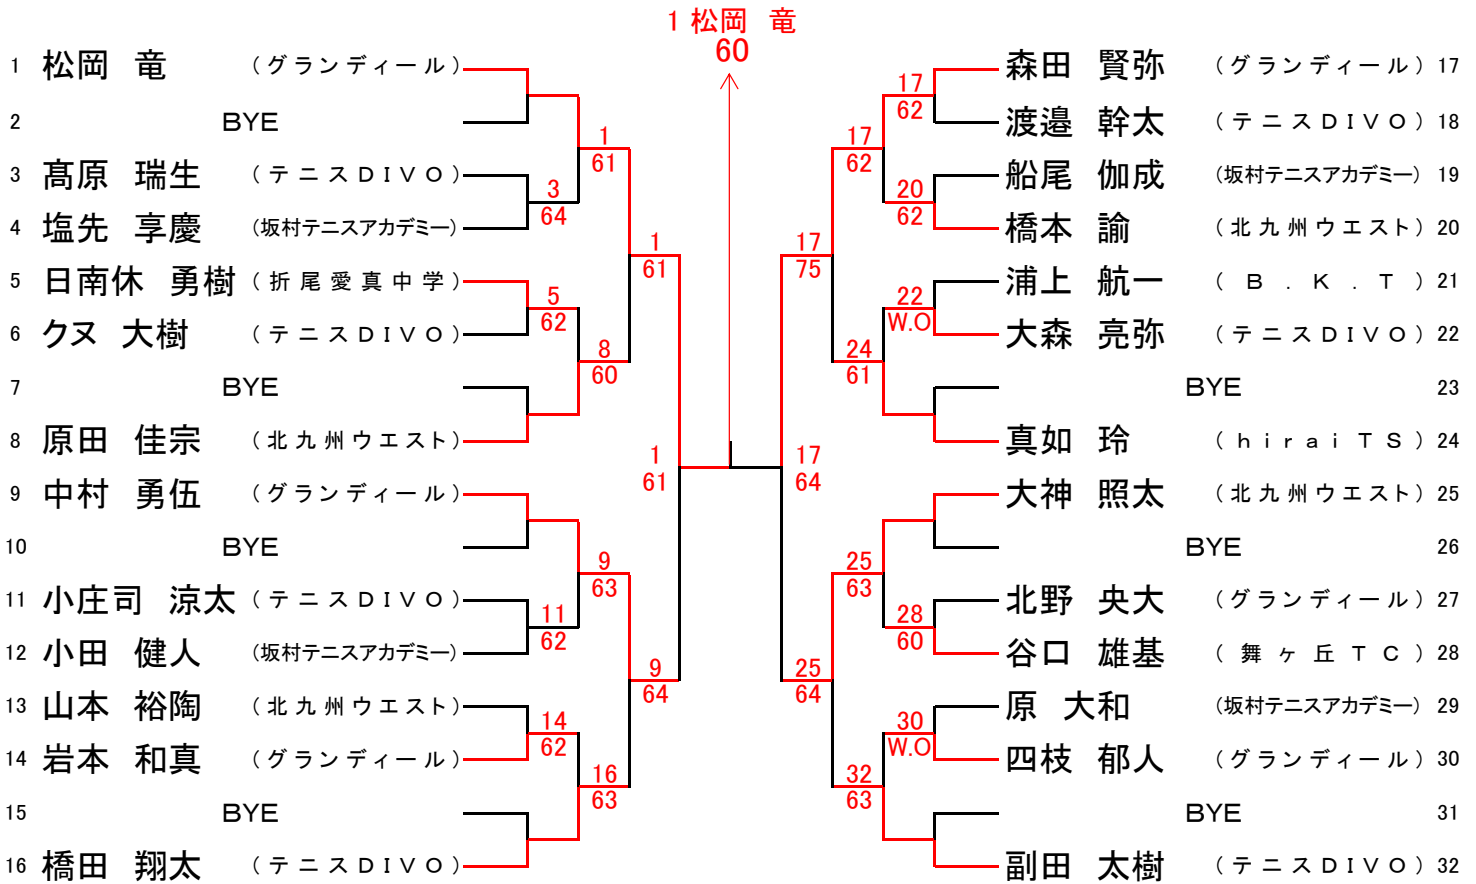 1 松岡 竜
60
1 松岡 竜 (グランディール)
2 BYE
3 髙原 瑞生 (テニスDIVO)
4 塩先 享慶 (坂村テニスアカデミー)
5 日南休 勇樹 (折尾愛真中学)
6 クヌ 大樹 (テニスDIVO)
7 BYE
8 原田 佳宗 (北九州ウエスト)
9 中村 勇伍 (グランディール)
10 BYE
11 小庄司 涼太 (テニスDIVO)
12 小田 健人 (坂村テニスアカデミー)
13 山本 裕陶 (北九州ウエスト)
14 岩本 和真 (グランディール)
15 BYE
16 橋田 翔太 (テニスDIVO)
3
64
5
62
11
62
14
62
1
61
8
60
9
63
16
63
1
61
9
64
1
61
17
64
17
75
25
64
17
62
24
61
25
63
32
63
17
62
20
62
22
W.O
28
60
30
W.O
森田 賢弥 (グランディール) 17
渡邉 幹太 (テニスDIVO) 18
船尾 伽成 (坂村テニスアカデミー) 19
橋本 諭 (北九州ウエスト) 20
浦上 航一 (B.K.T) 21
大森 亮弥 (テニスDIVO) 22
BYE 23
真如 玲 (hiraiTS) 24
大神 照太 (北九州ウエスト) 25
BYE 26
北野 央大 (グランディール) 27
谷口 雄基 (舞ヶ丘TC) 28
原 大和 (坂村テニスアカデミー) 29
四枝 郁人 (グランディール) 30
BYE 31
副田 太樹 (テニスDIVO) 32